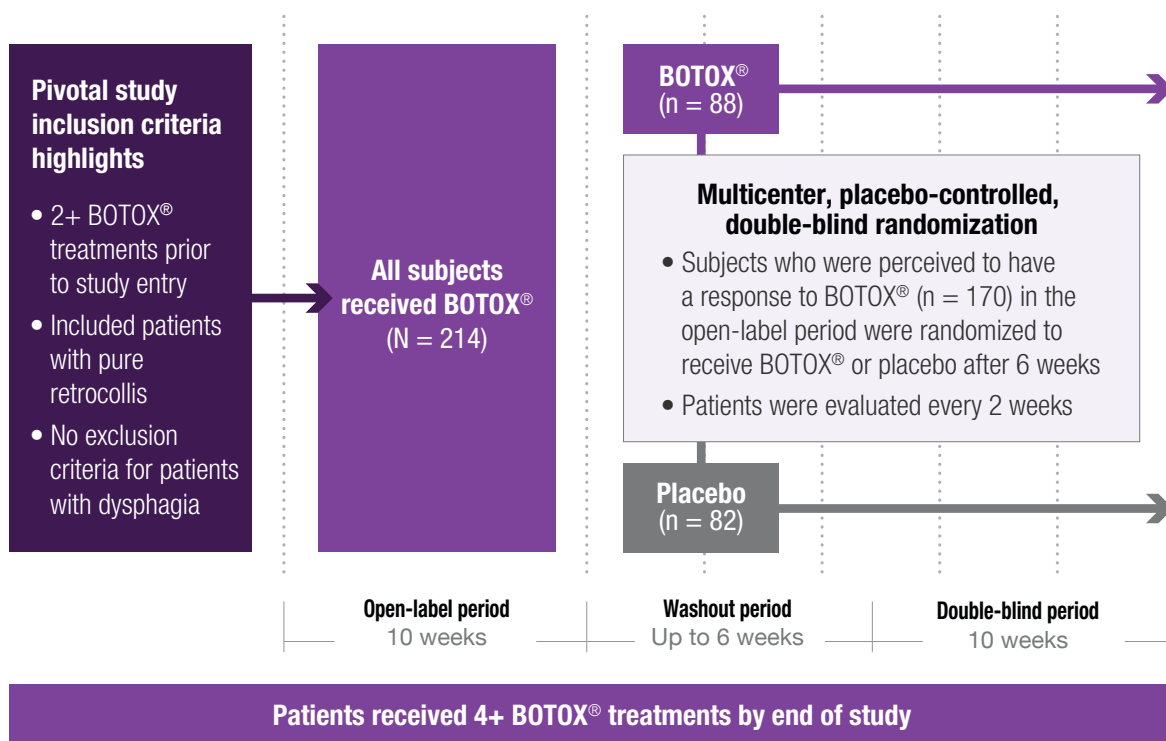 Pivotal study
inclusion criteria
highlights
• 2+ BOTOX®
treatments prior
to study entry
• Included patients
with pure
retrocollis
• No exclusion
criteria for patients
with dysphagia
All subjects
received BOTOX®
(N = 214)
BOTOX®
(n = 88)
Multicenter, placebo-controlled,
double-blind randomization
• Subjects who were perceived to have
a response to BOTOX® (n = 170) in the
open-label period were randomized to
receive BOTOX® or placebo after 6 weeks
• Patients were evaluated every 2 weeks
Placebo
(n = 82)
Open-label period
10 weeks
Washout period
Up to 6 weeks
Double-blind period
10 weeks
Patients received 4+ BOTOX® treatments by end of study